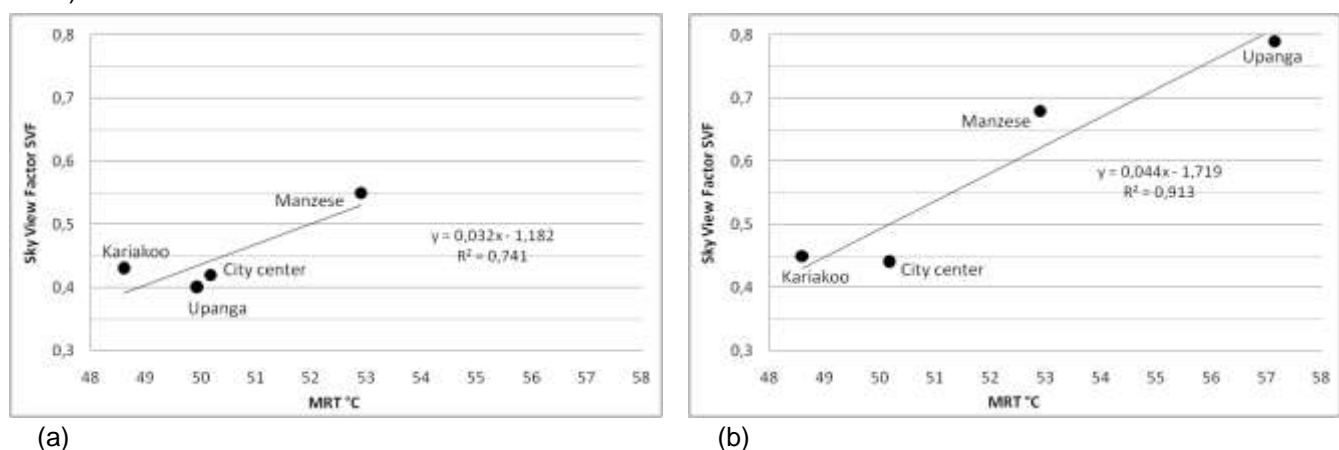 0,8
0,7
0,6
0,5
0,4
0,3
Sky View Factor SVF
Manzese
Kariakoo
City center
Upanga
y = 0,032x - 1,182
R² = 0,741
48 49 50 51 52 53 54 55 56 57 58
MRT °C
(a)
0,8
0,7
0,6
0,5
0,4
0,3
Sky View Factor SVF
Upanga
Manzese
y = 0,044x - 1,719
R² = 0,913
Kariakoo
City center
48 49 50 51 52 53 54 55 56 57 58
MRT °C
(b)